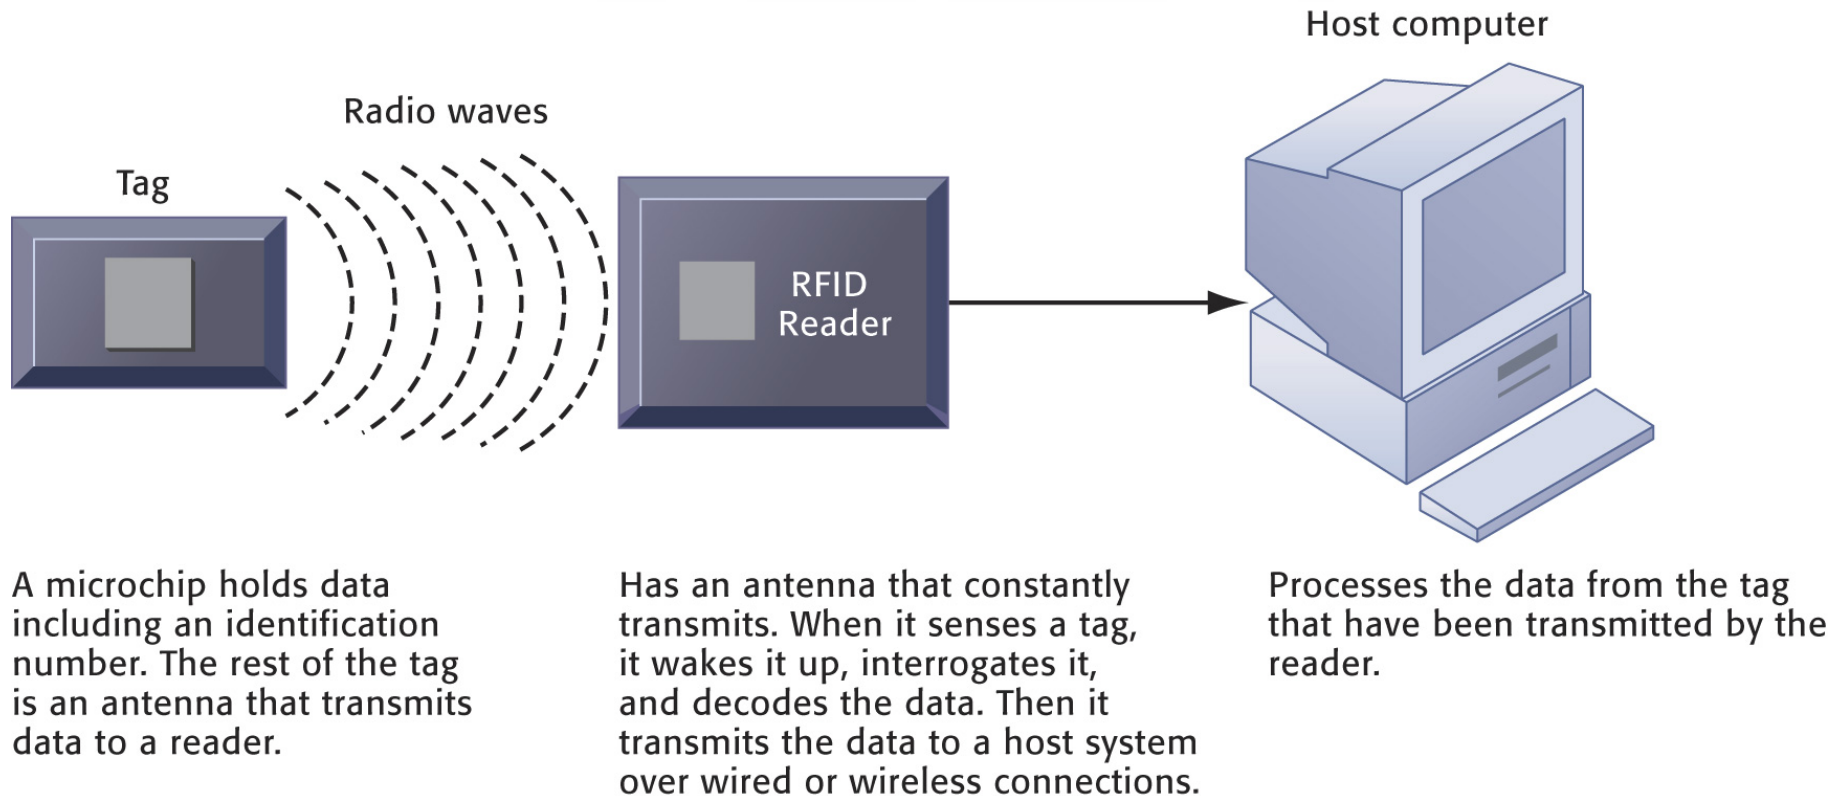 Host computer
Radio waves
Tag
RFID
Reader
A microchip holds data
including an identification
number. The rest of the tag
is an antenna that transmits
data to a reader.
Has an antenna that constantly
transmits. When it senses a tag,
it wakes it up, interrogates it,
and decodes the data. Then it
transmits the data to a host system
over wired or wireless connections.
Processes the data from the tag
that have been transmitted by the
reader.